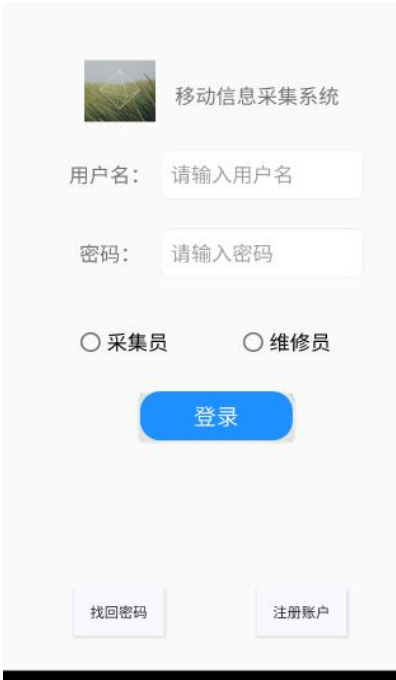 移动信息采集系统
用户名： 请输入用户名
密码： 请输入密码
采集员 维修员
登录
找回密码 注册账户